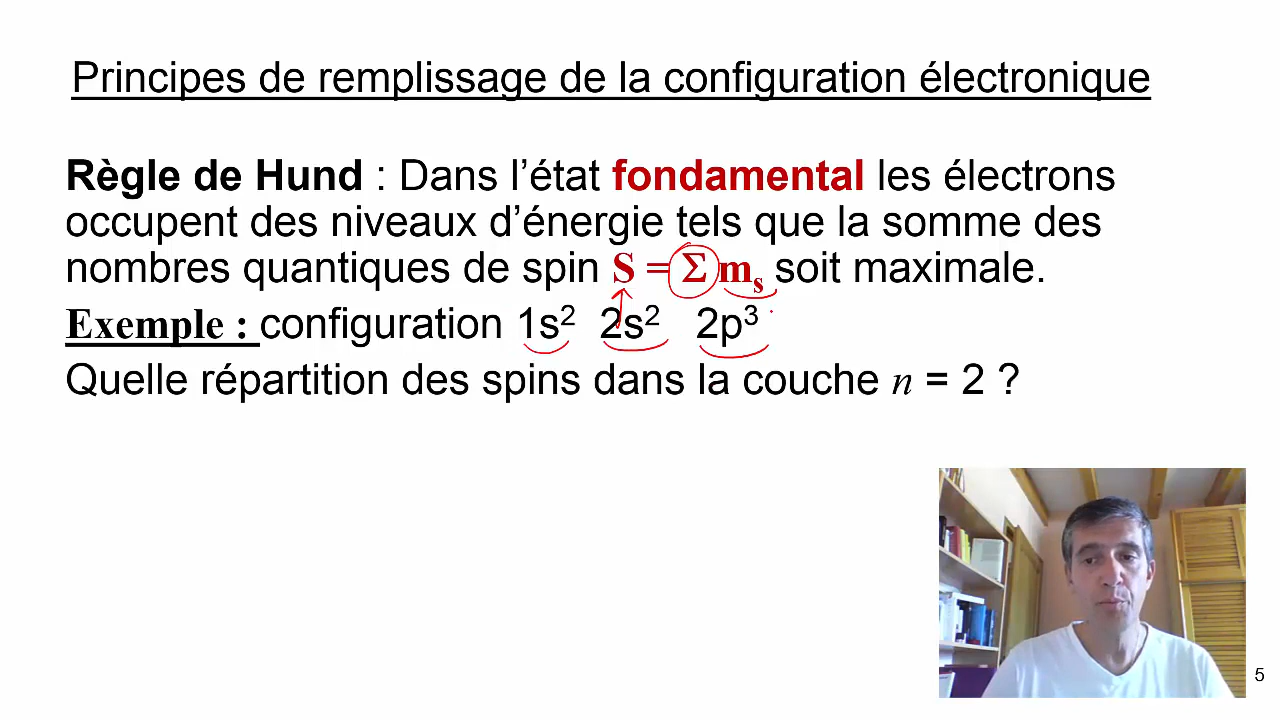 Principes de remplissage de la configuration électronique
Règle de Hund : Dans l’état fondamental les électrons
occupent des niveaux d’énergie tels que la somme des
nombres quantiques de spin S = Σ mₛ soit maximale.
Exemple : configuration 1s² 2s² 2p³
Quelle répartition des spins dans la couche n = 2 ?
5